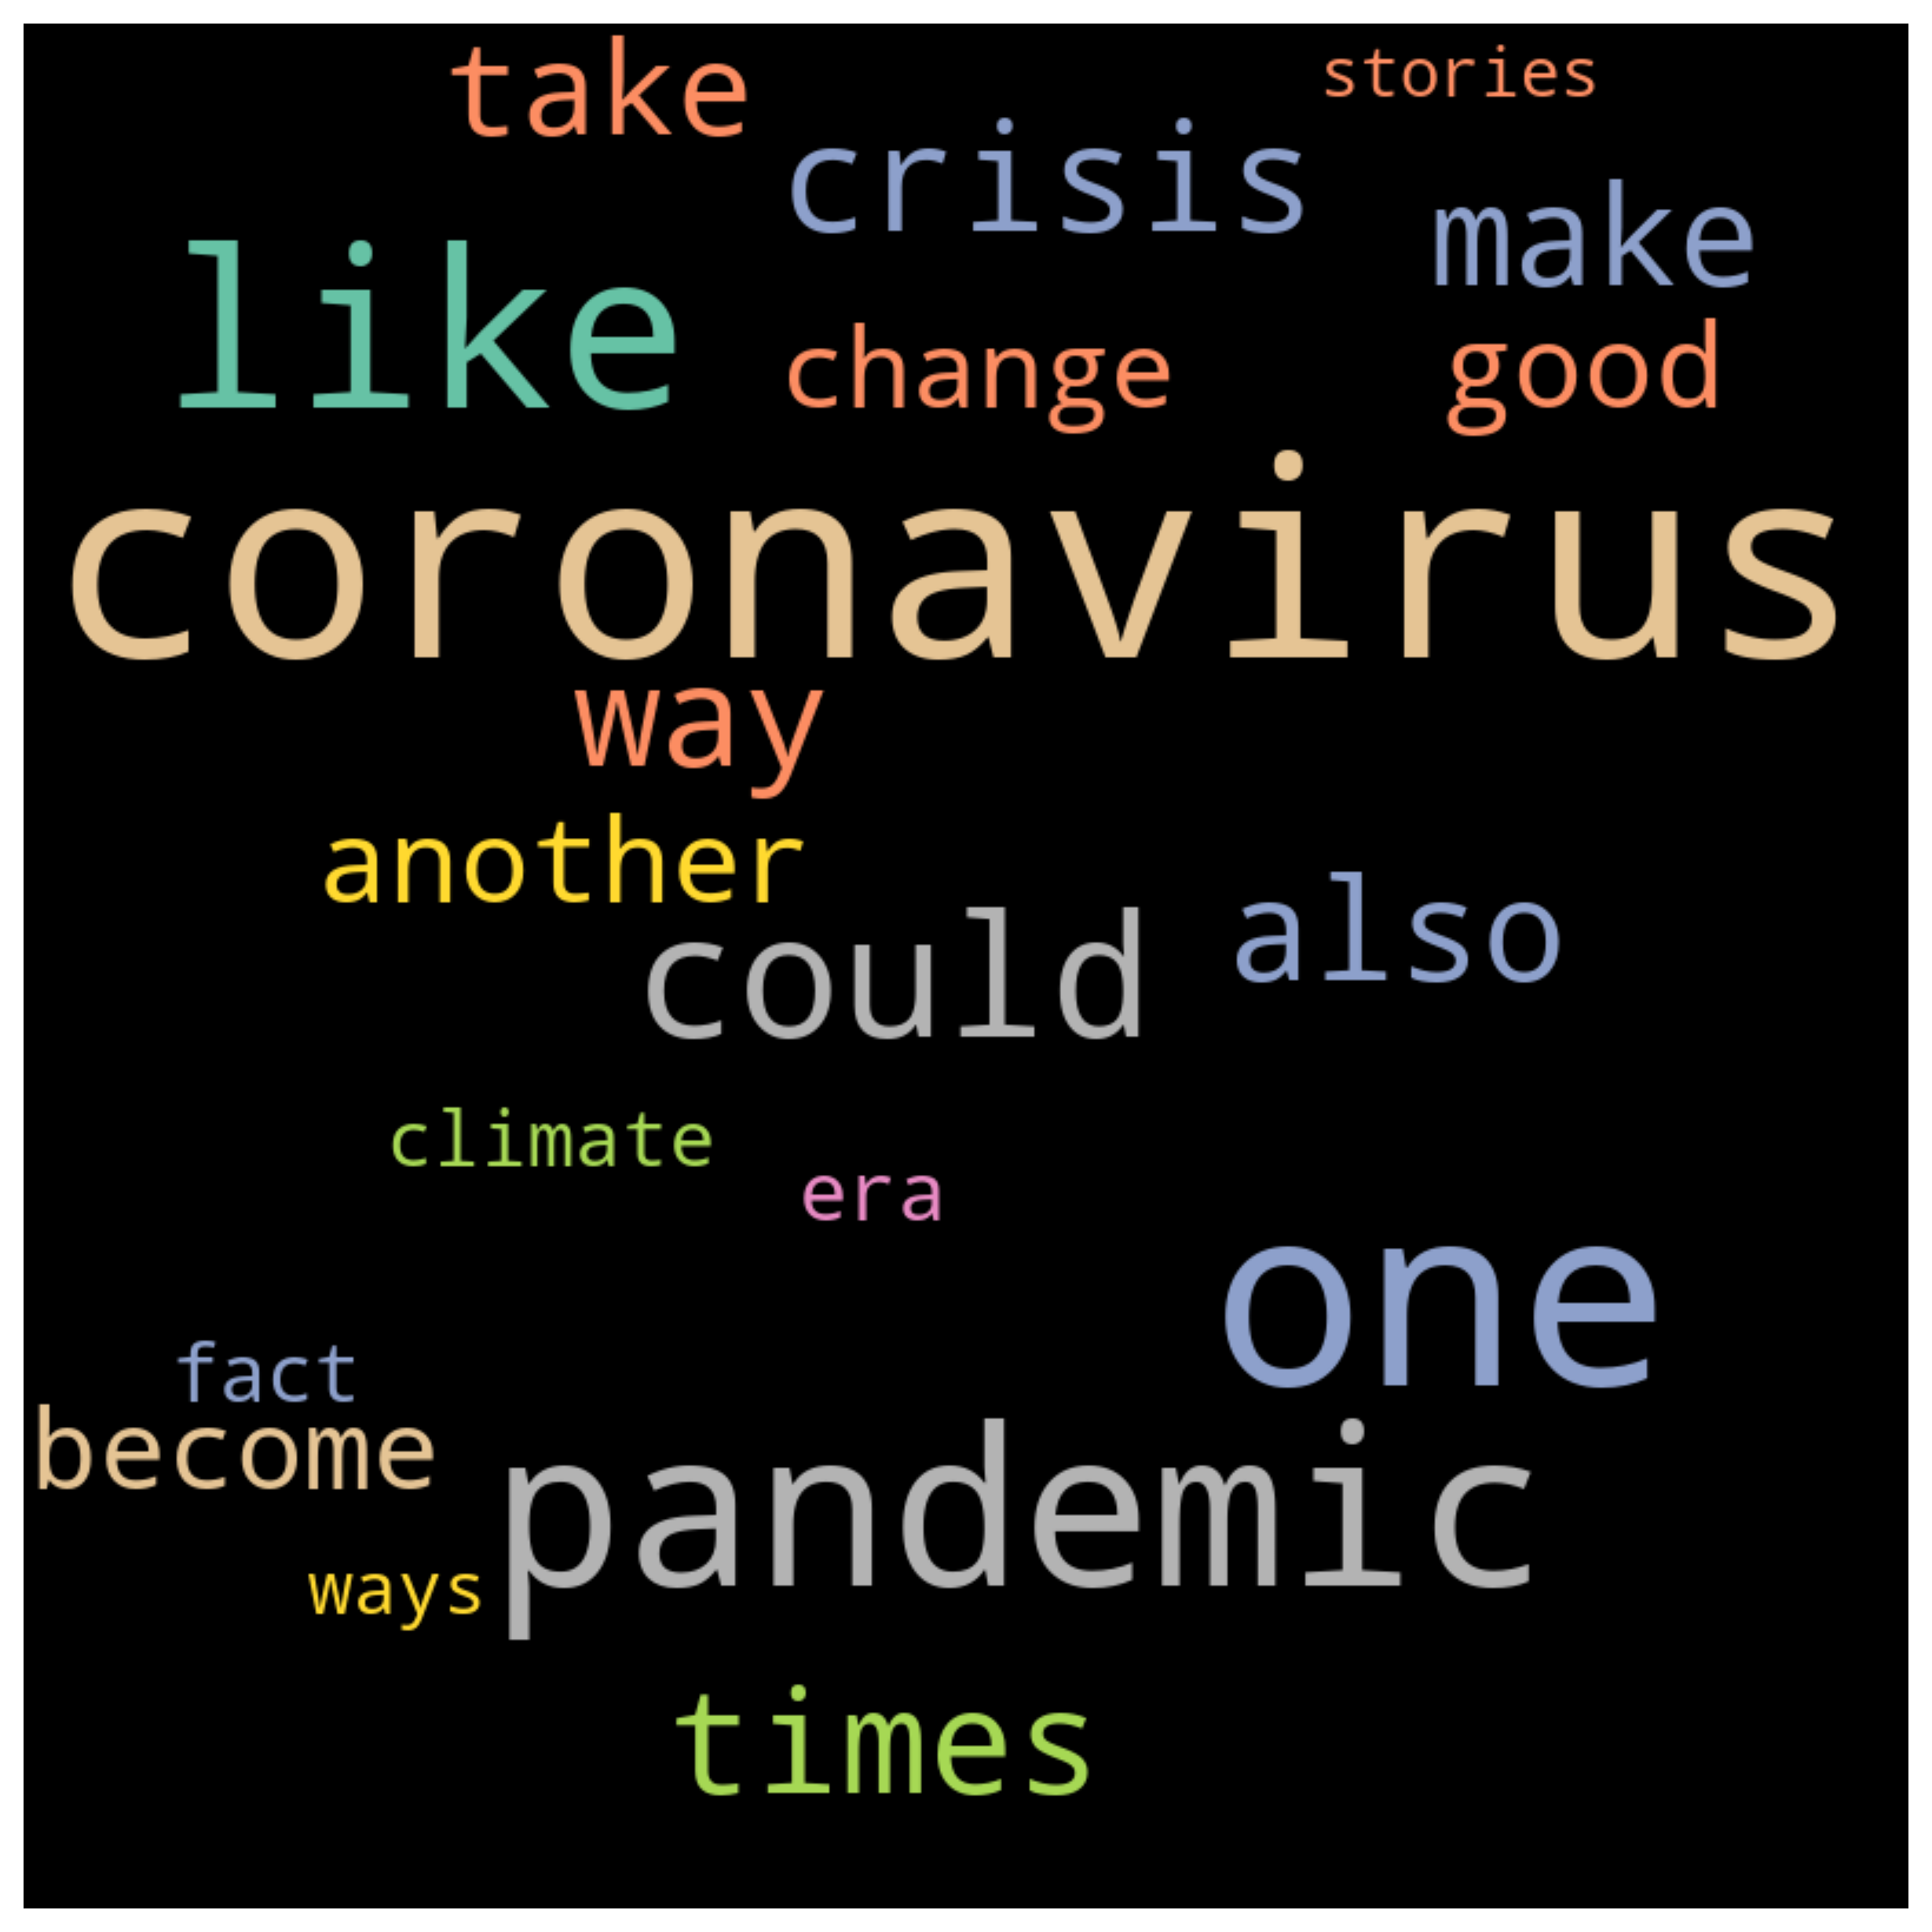 take
stories
crisis
make
like
change
good
coronavirus
way
another
also
could
climate
era
one
fact
become
pandemic
ways
times